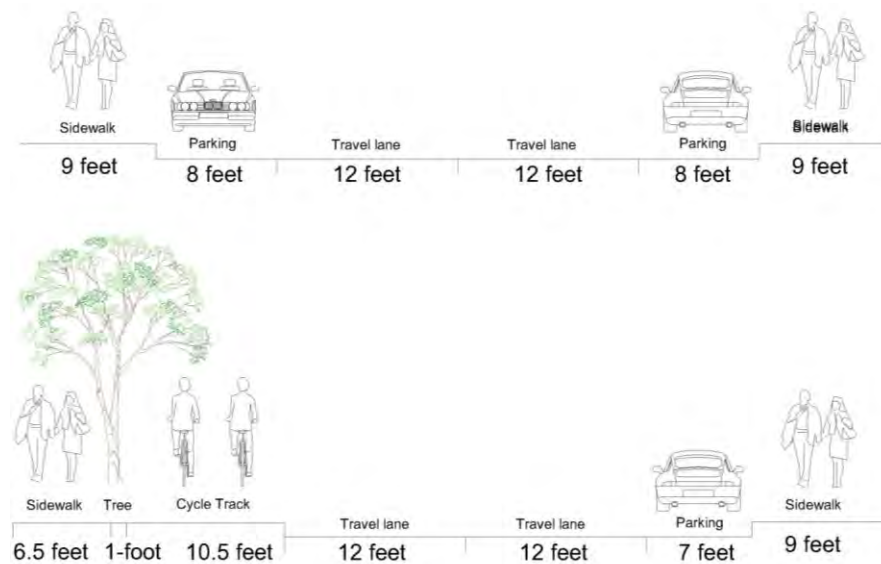 Sidewalk Parking Travel lane Travel lane Parking Sidewalk
9 feet 8 feet 12 feet 12 feet 8 feet 9 feet
Sidewalk Tree Cycle Track Travel lane Travel lane Parking Sidewalk
6.5 feet 1-foot 10.5 feet 12 feet 12 feet 7 feet 9 feet